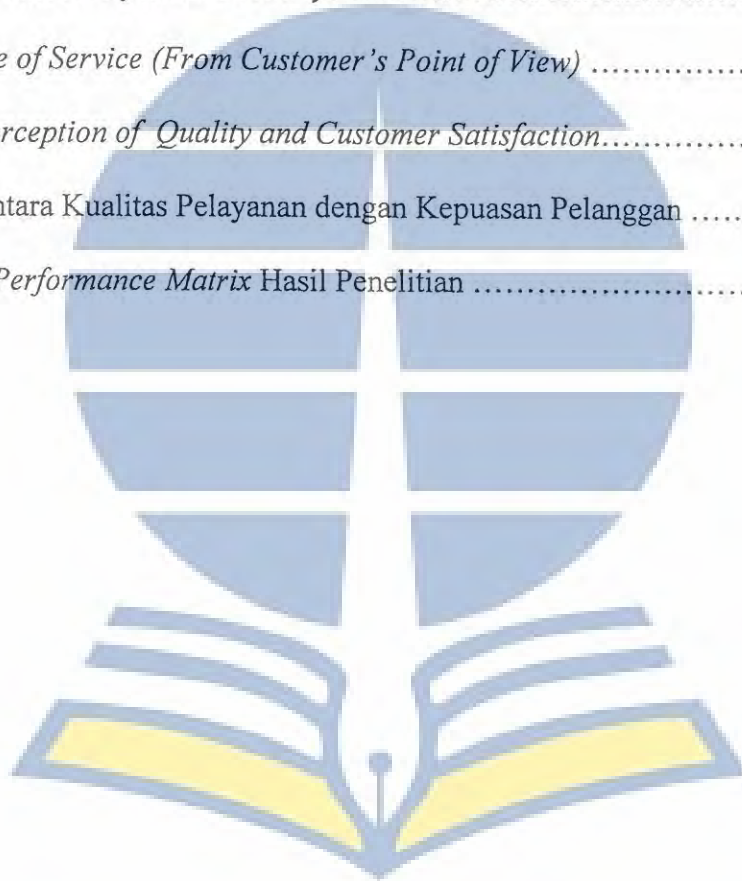 e of Service (From Customer's Point of View) ....................
rception of Quality and Customer Satisfaction....................
ntara Kualitas Pelayanan dengan Kepuasan Pelanggan ......
Performance Matrix Hasil Penelitian ..............................